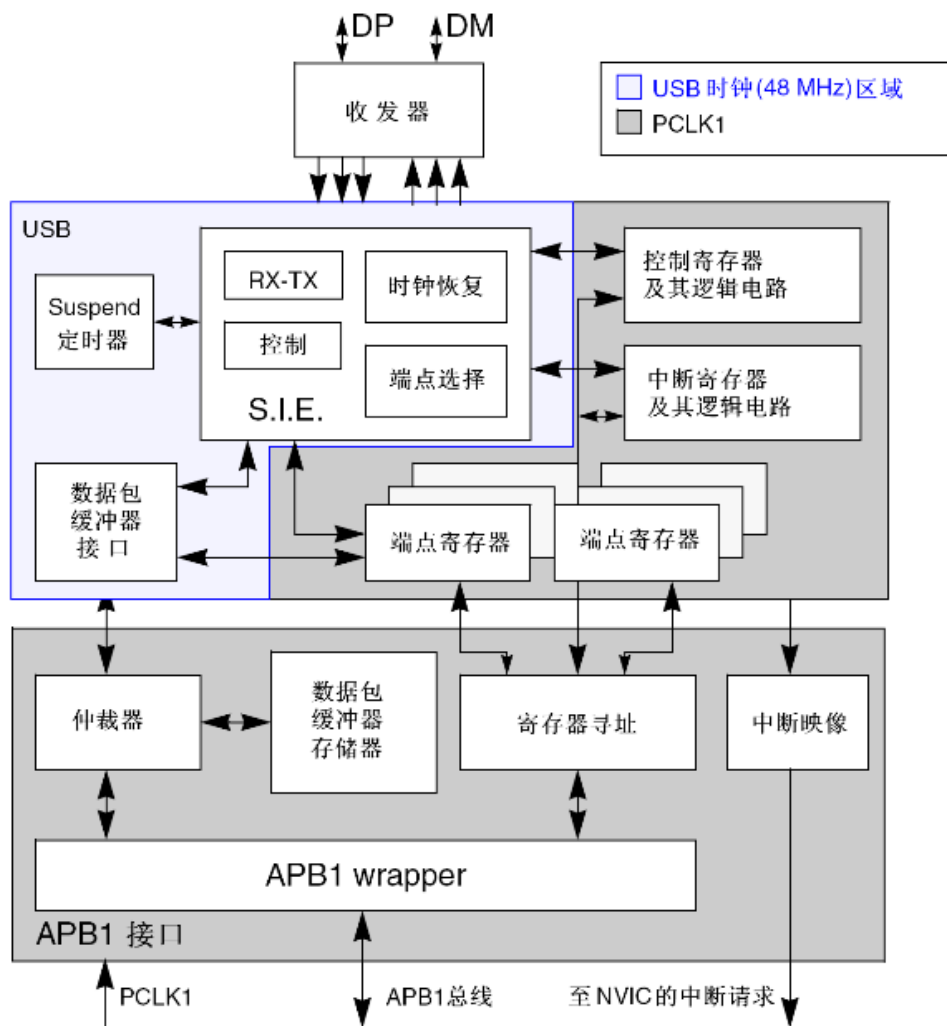 DP
DM
收发器
USB 时钟(48 MHz)区域
PCLK1
USB
RX-TX
时钟恢复
控制
端点选择
S.I.E.
Suspend
定时器
控制寄存器
及其逻辑电路
中断寄存器
及其逻辑电路
数据包
缓冲器
接口
端点寄存器
端点寄存器
仲裁器
数据包
缓冲器
存储器
寄存器寻址
中断映像
APB1 wrapper
APB1 接口
PCLK1
APB1总线
至NVIC的中断请求